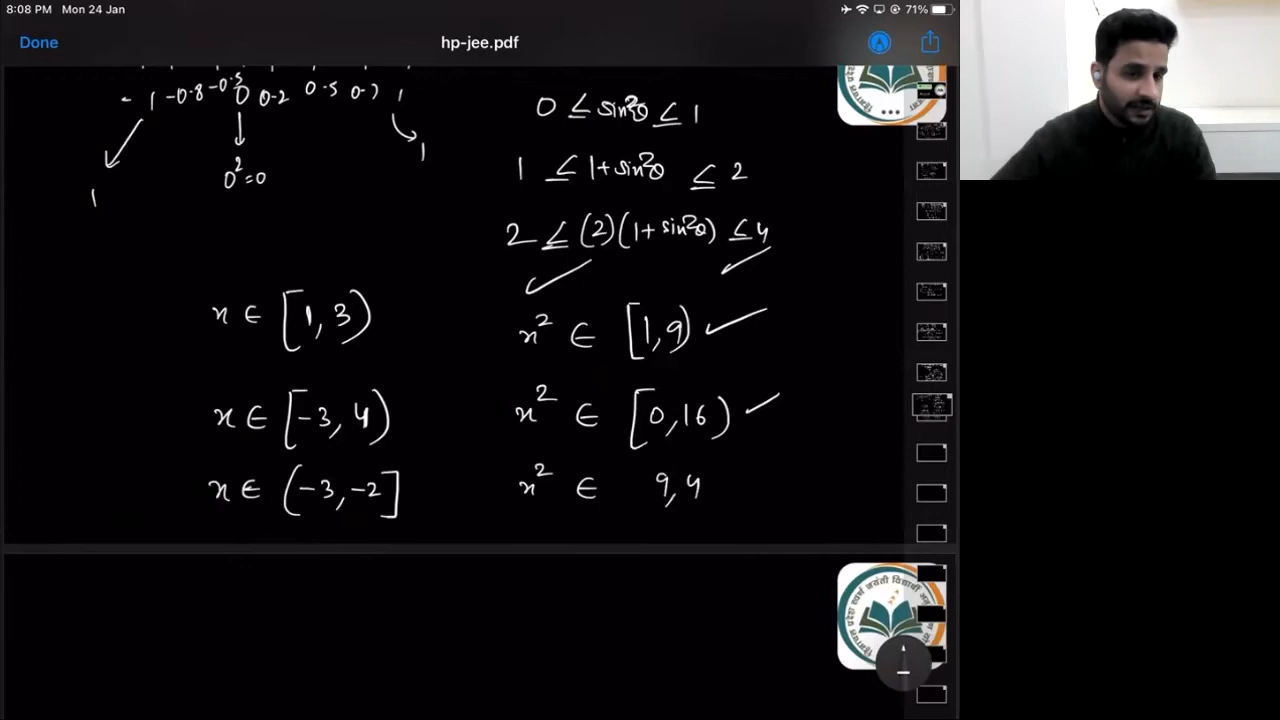 8:08 PM Mon 24 Jan
71%
Done
hp-jee.pdf
- 1 -0.8 -0.5 0 0.2 0.5 0.7 1
1
0² = 0
1
0 ≤ sin²θ ≤ 1
1 ≤ 1 + sin²θ ≤ 2
2 ≤ (2)(1 + sin²θ) ≤ 4
x ∈ [1, 3)
x² ∈ [1, 9)
x ∈ [-3, 4)
x² ∈ [0, 16)
x ∈ (-3, -2]
x² ∈ 9, 4
स्वर्ण जयंती विद्यार्थी